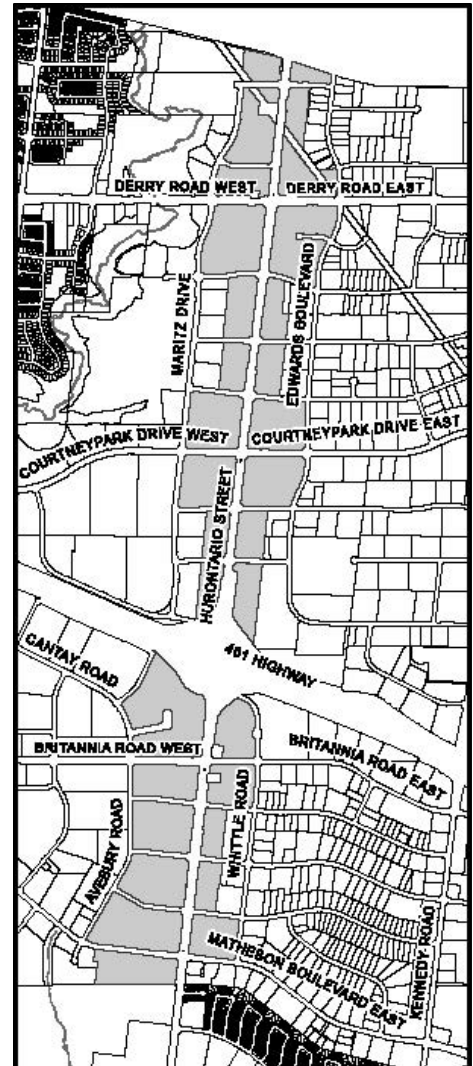 DERRY ROAD WEST
DERRY ROAD EAST
MARITZ DRIVE
EDWARDS BOULEVARD
COURTNEYPARK DRIVE WEST
COURTNEYPARK DRIVE EAST
HURONTARIO STREET
401 HIGHWAY
CANTAY ROAD
BRITANNIA ROAD WEST
BRITANNIA ROAD EAST
WHITTLE ROAD
AVEBURY ROAD
KENNEDY ROAD
MATHESON BOULEVARD EAST